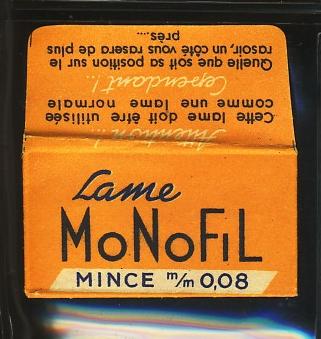 Attention!...
Cette lame doit être utilisée
comme une lame normale
Cependant!..
Quelle que soit sa position sur le
rasoir, un côté vous rasera de plus
près.
Lame
MoNoFiL
MINCE m/m 0,08